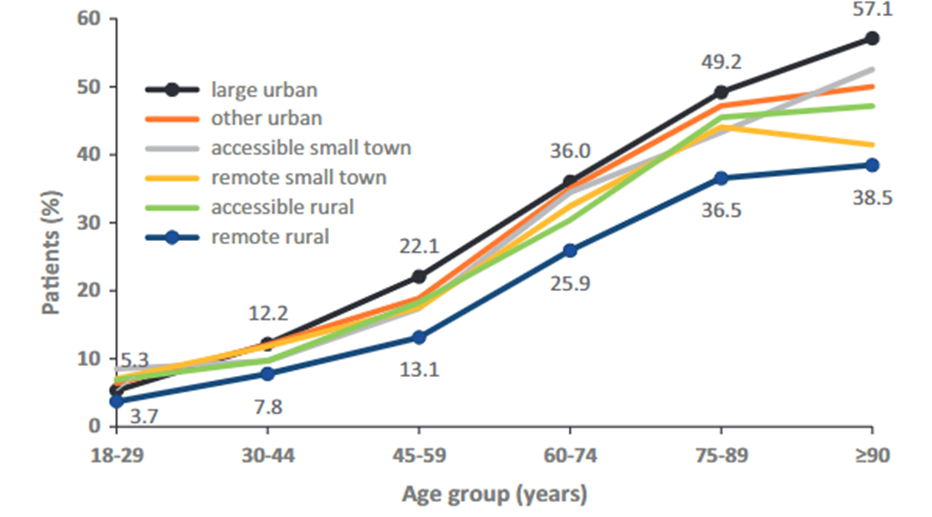 57.1
60
49.2
50
large urban
other urban
accessible small town
remote small town
accessible rural
remote rural
40
36.0
30
22.1
38.5
36.5
25.9
20
12.2
13.1
10
5.3
7.8
3.7
0
Patients (%)
18-29 30-44 45-59 60-74 75-89 ≥90
Age group (years)